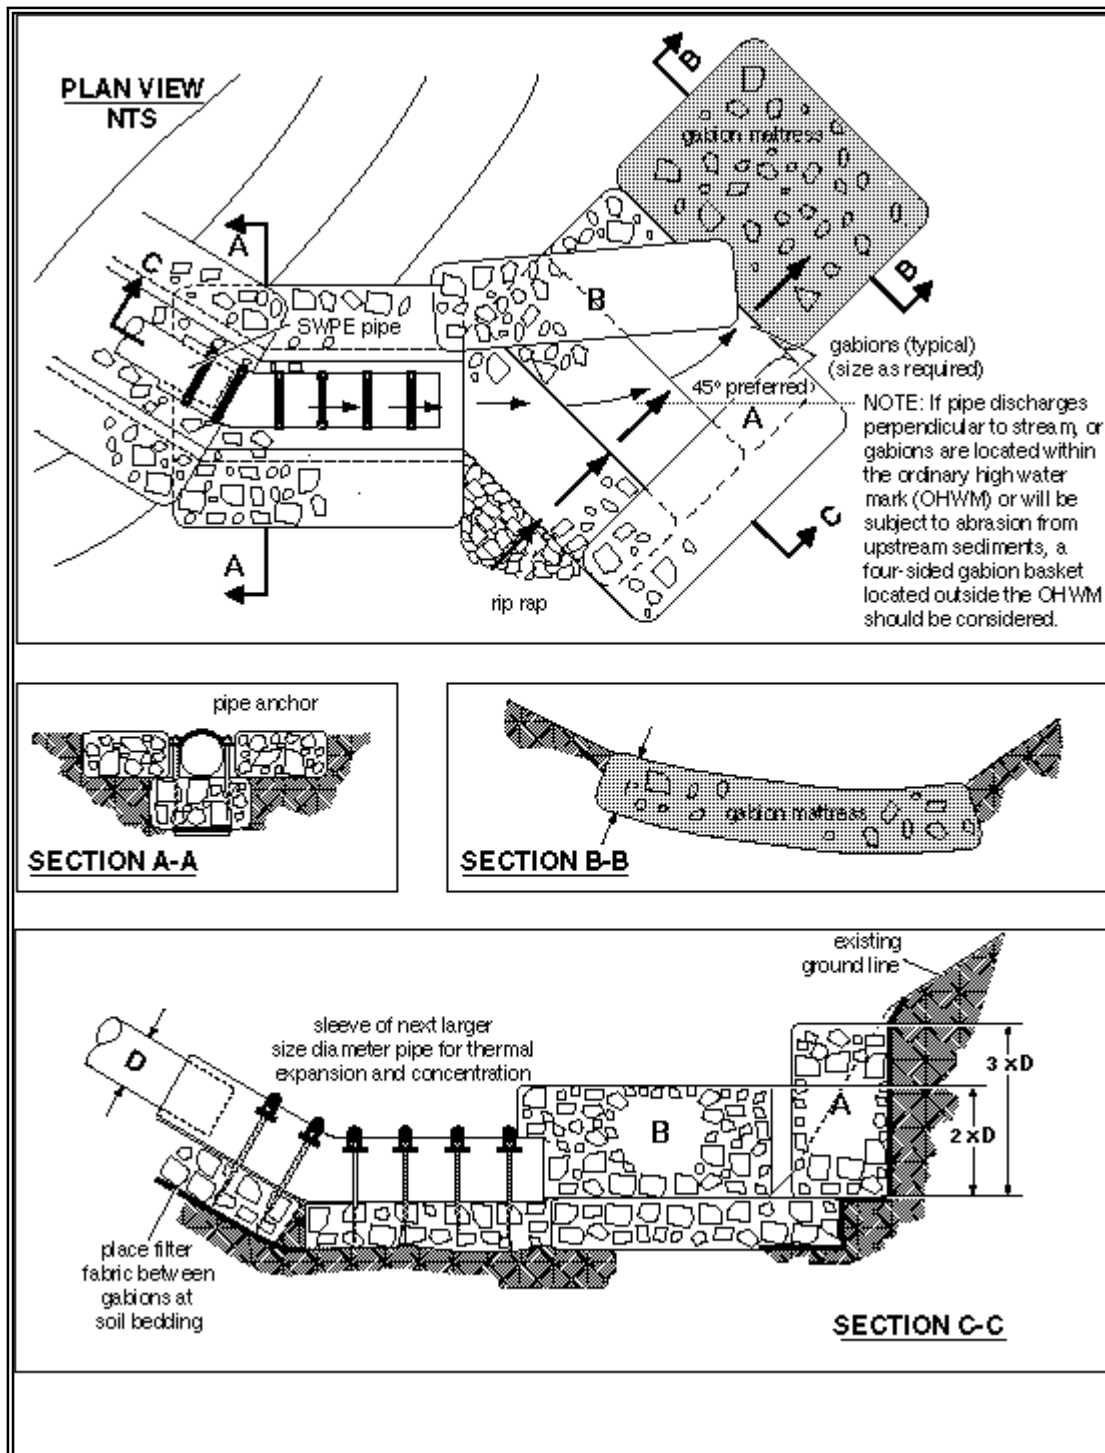 PLAN VIEW
NTS
B
D
gabion mattress
A
C
B
B
SWPE pipe
gabions (typical)
(size as required)
45° preferred
A
NOTE: If pipe discharges
perpendicular to stream, or
gabions are located within
the ordinary high water
mark (OHWM) or will be
subject to abrasion from
upstream sediments, a
four-sided gabion basket
located outside the OHWM
should be considered.
C
A
rip rap
pipe anchor
SECTION A-A
gabion mattress
SECTION B-B
existing
ground line
sleeve of next larger
size diameter pipe for thermal
expansion and concentration
D
3 x D
A
B
2 x D
place filter
fabric between
gabions at
soil bedding
SECTION C-C